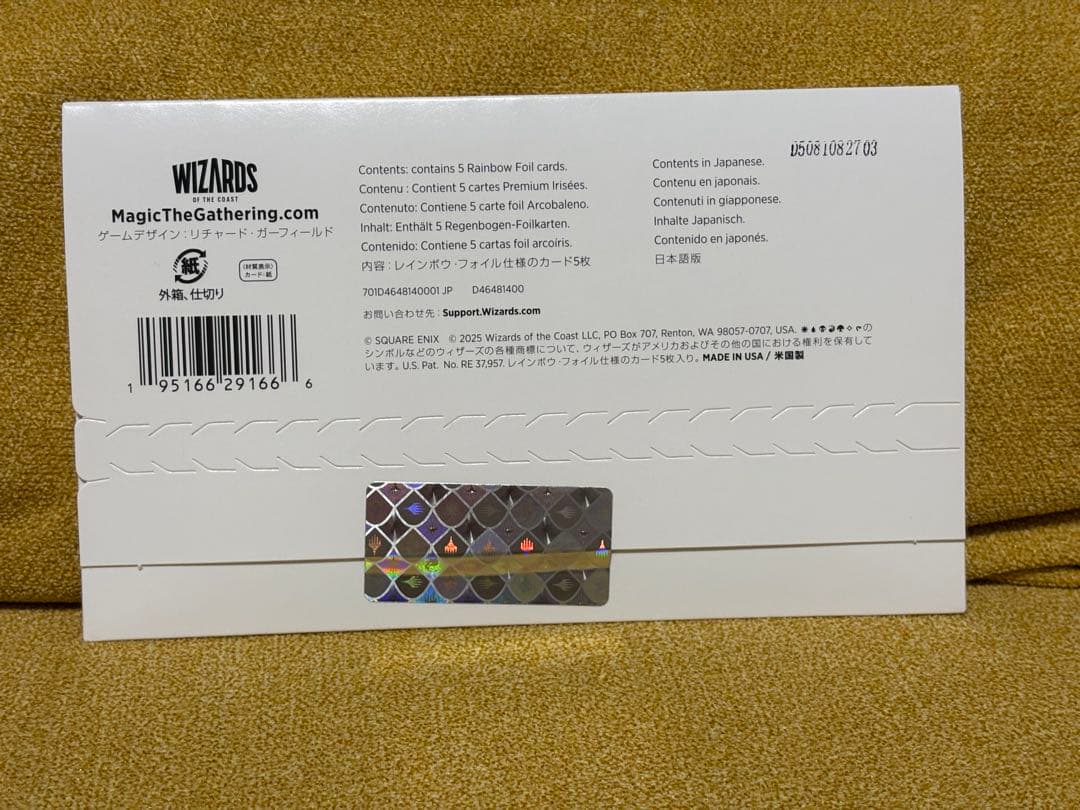 WIZARDS
OF THE COAST
MagicTheGathering.com
ゲームデザイン：リチャード・ガーフィールド
紙
外箱、仕切り
《材質表示》
カード：紙
1 95166 29166 6
Contents: contains 5 Rainbow Foil cards.
Contenu : Contient 5 cartes Premium Irisées.
Contenuto: Contiene 5 carte foil Arcobaleno.
Inhalt: Enthält 5 Regenbogen-Foilkarten.
Contenido: Contiene 5 cartas foil arcoíris.
内容：レインボウ・フォイル仕様のカード5枚
701D4648140001 JP D46481400
お問い合わせ先：Support.Wizards.com
© SQUARE ENIX © 2025 Wizards of the Coast LLC, PO Box 707, Renton, WA 98057-0707, USA. の
シンボルなどのウィザーズの各種商標について、ウィザーズがアメリカおよびその他の国における権利を保有して
います。U.S. Pat. No. RE 37,957. レインボウ・フォイル仕様のカード5枚入り。MADE IN USA / 米国製
Contents in Japanese.
Contenu en japonais.
Contenuti in giapponese.
Inhalte Japanisch.
Contenido en japonés.
日本語版
D5081082703